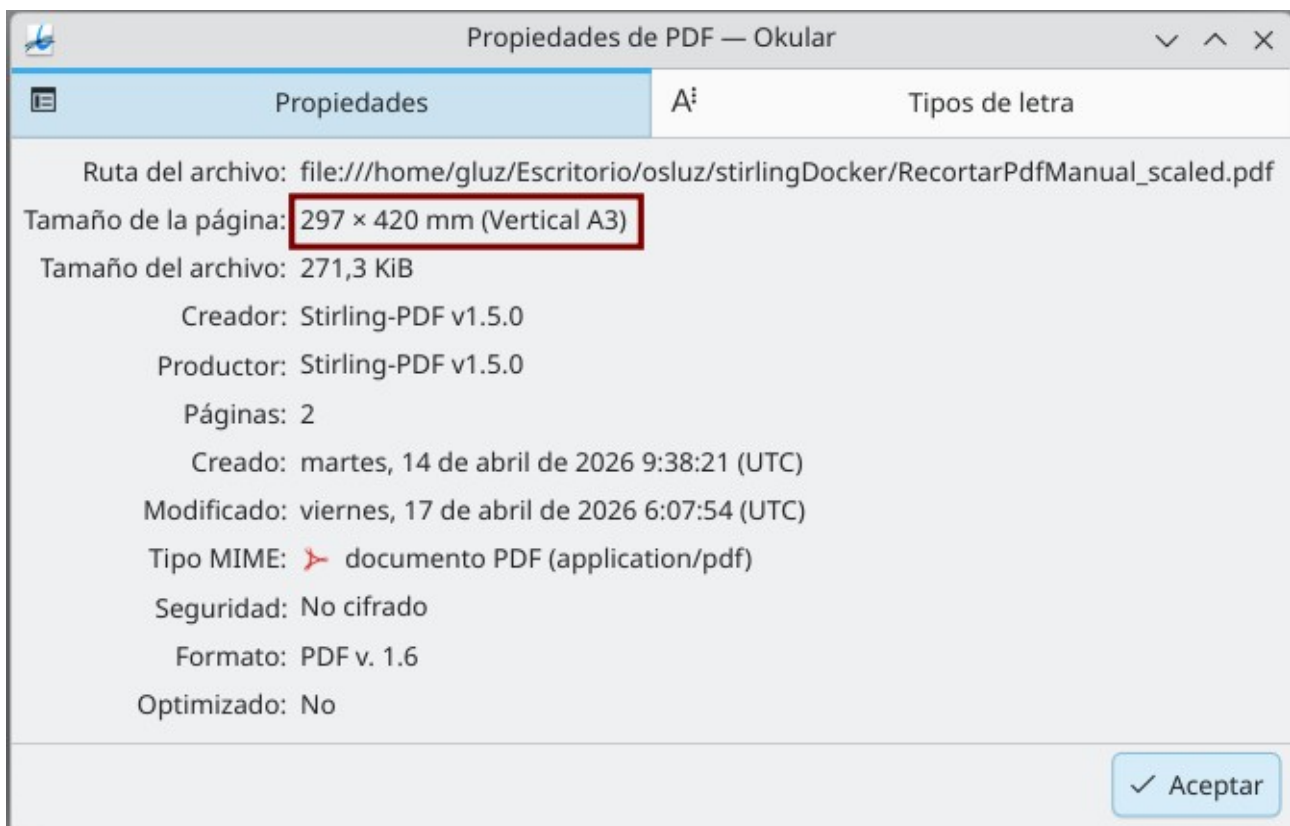 Propiedades de PDF — Okular
Propiedades
Tipos de letra
Ruta del archivo: file:///home/gluz/Escritorio/osluz/stirlingDocker/RecortarPdfManual_scaled.pdf
Tamaño de la página: 297 × 420 mm (Vertical A3)
Tamaño del archivo: 271,3 KiB
Creador: Stirling-PDF v1.5.0
Productor: Stirling-PDF v1.5.0
Páginas: 2
Creado: martes, 14 de abril de 2026 9:38:21 (UTC)
Modificado: viernes, 17 de abril de 2026 6:07:54 (UTC)
Tipo MIME: documento PDF (application/pdf)
Seguridad: No cifrado
Formato: PDF v. 1.6
Optimizado: No
Aceptar